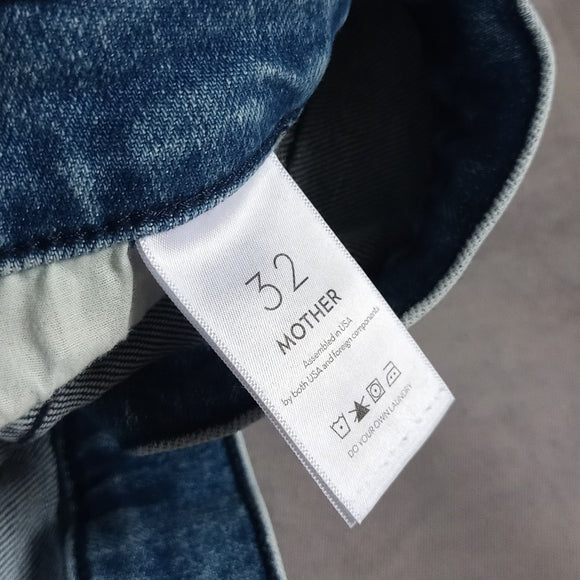 32
MOTHER
Assembled in USA
by both USA and foreign components
DO YOUR OWN LAUNDRY